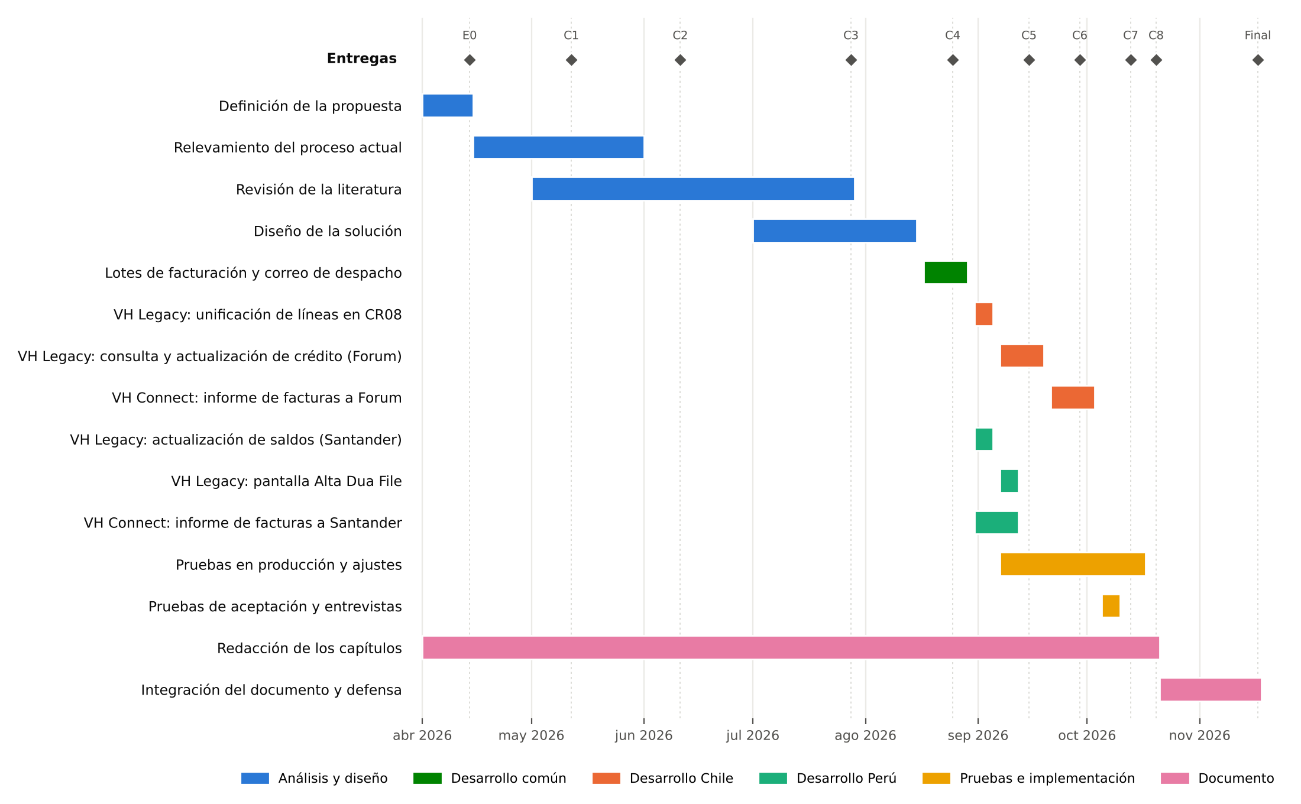 E0 C1 C2 C3 C4 C5 C6 C7 C8 Final
Entregas
Definición de la propuesta
Relevamiento del proceso actual
Revisión de la literatura
Diseño de la solución
Lotes de facturación y correo de despacho
VH Legacy: unificación de líneas en CR08
VH Legacy: consulta y actualización de crédito (Forum)
VH Connect: informe de facturas a Forum
VH Legacy: actualización de saldos (Santander)
VH Legacy: pantalla Alta Dua File
VH Connect: informe de facturas a Santander
Pruebas en producción y ajustes
Pruebas de aceptación y entrevistas
Redacción de los capítulos
Integración del documento y defensa
abr 2026 may 2026 jun 2026 jul 2026 ago 2026 sep 2026 oct 2026 nov 2026
Análisis y diseño Desarrollo común Desarrollo Chile Desarrollo Perú Pruebas e implementación Documento